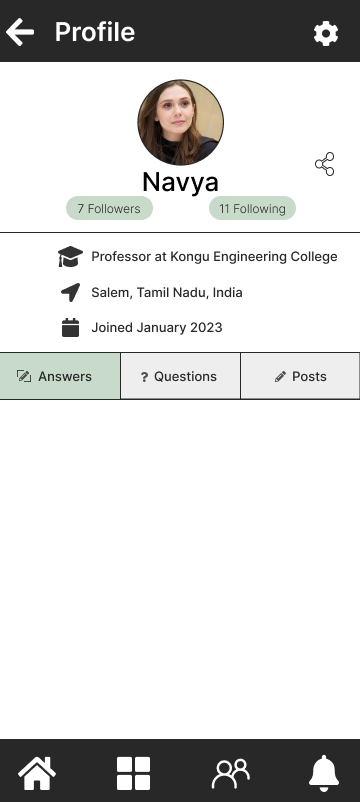 Profile
Navya
7 Followers
11 Following
Professor at Kongu Engineering College
Salem, Tamil Nadu, India
Joined January 2023
Answers
? Questions
Posts